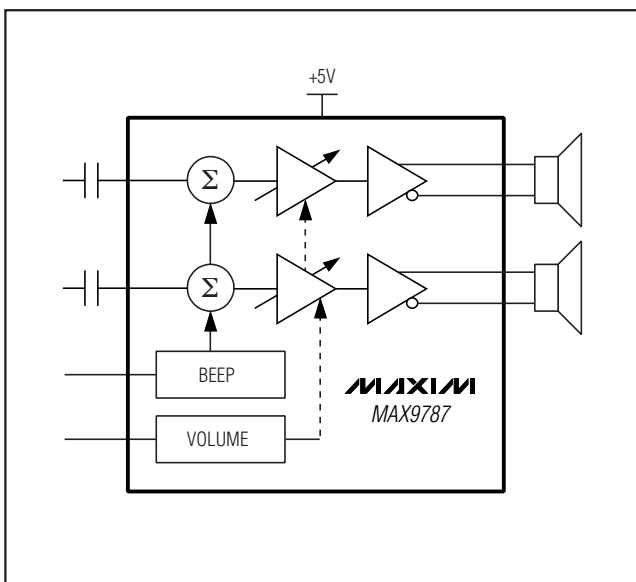 +5V
Σ
Σ
BEEP
VOLUME
MAXIM
MAX9787